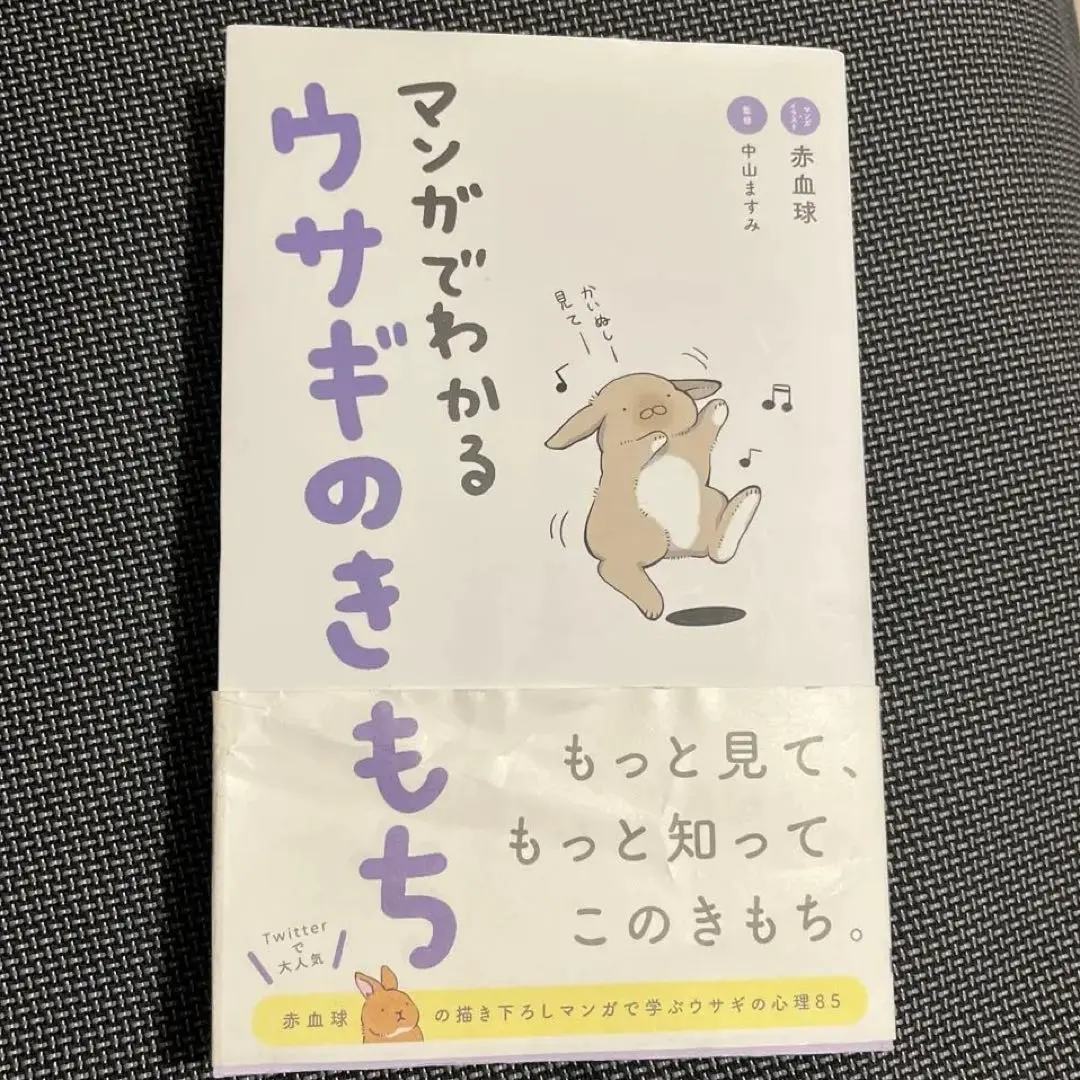 マンガ・イラスト
赤血球
監修
中山ますみ
マンガでわかる
ウサギのきもち
かいぬしー
見てー
もっと見て、
もっと知って
このきもち。
Twitter
で
大人気
赤血球の描き下ろしマンガで学ぶウサギの心理85